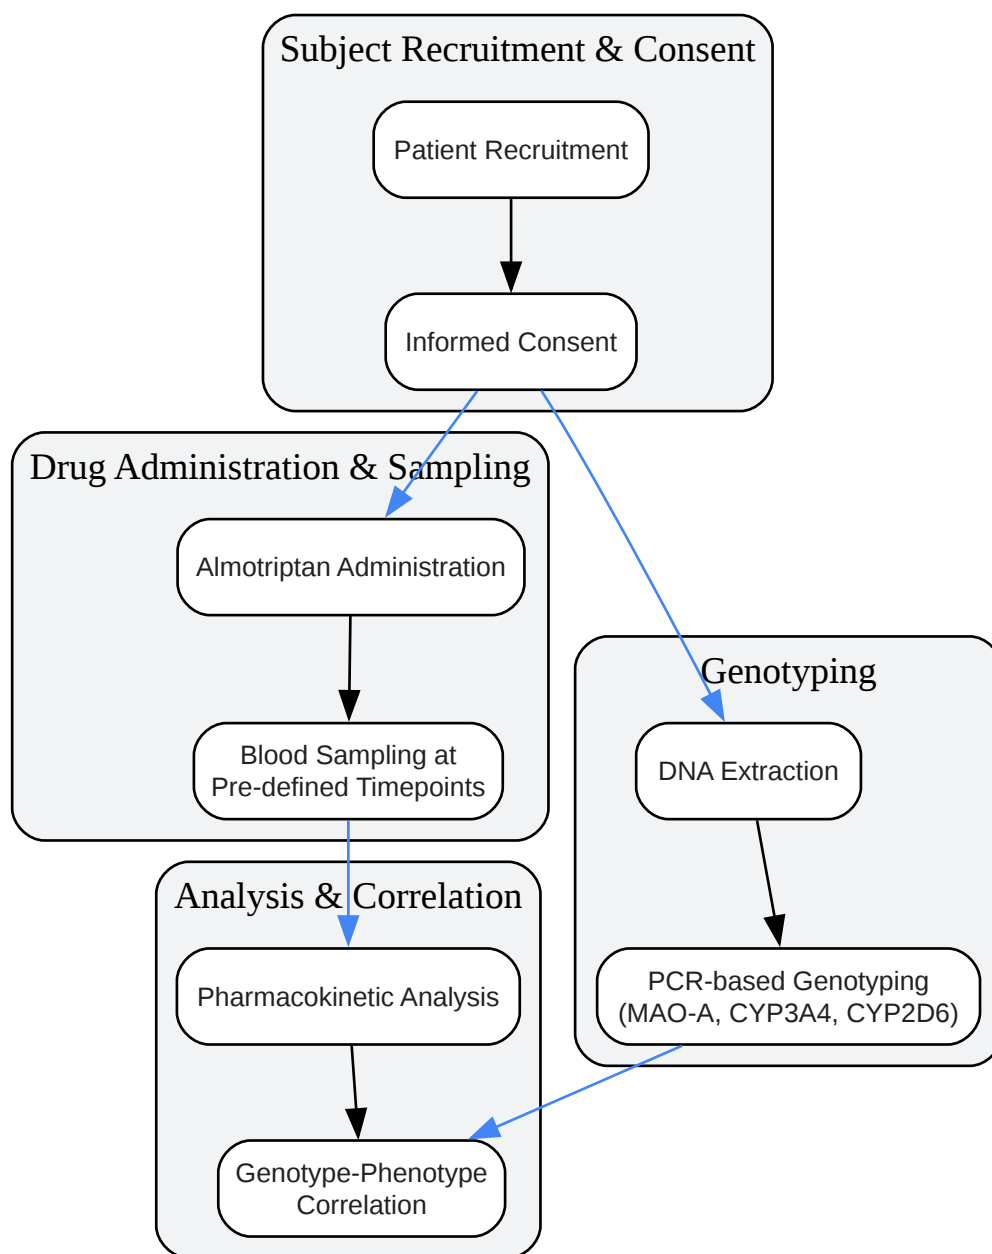 Subject Recruitment & Consent
Patient Recruitment
Informed Consent
Drug Administration & Sampling
Almotriptan Administration
Blood Sampling at
Pre-defined Timepoints
Genotyping
DNA Extraction
PCR-based Genotyping
(MAO-A, CYP3A4, CYP2D6)
Analysis & Correlation
Pharmacokinetic Analysis
Genotype-Phenotype
Correlation